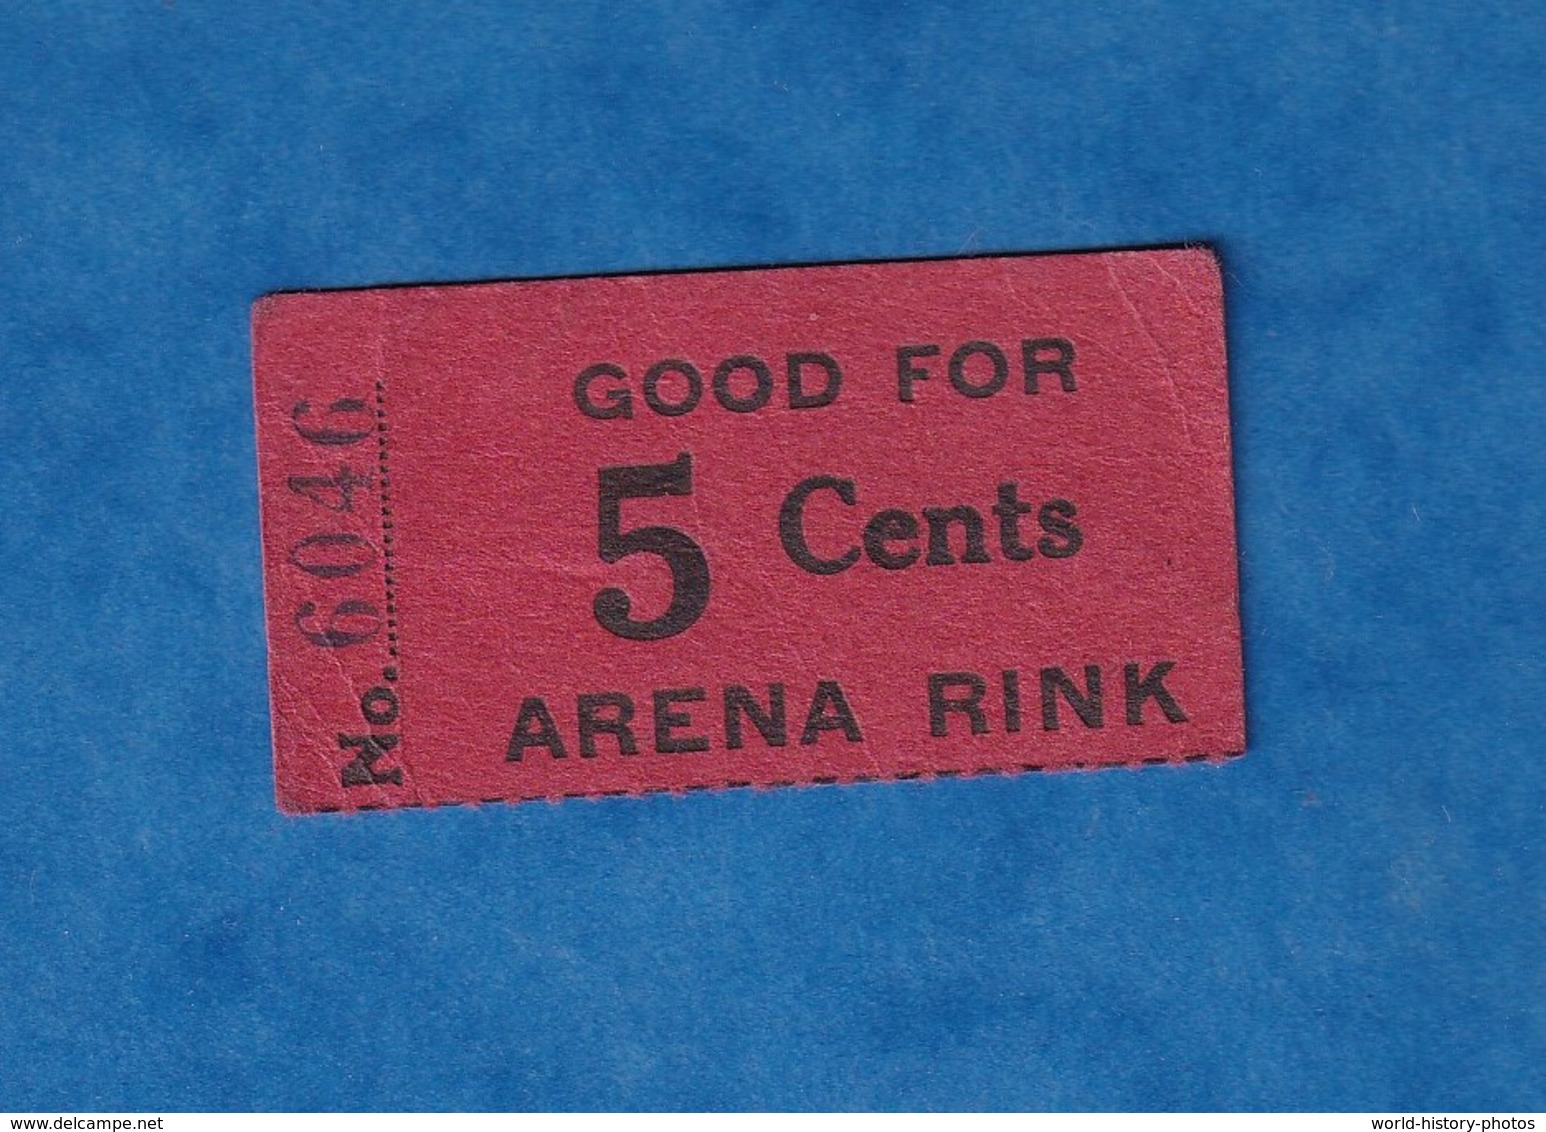 GOOD FOR
5 Cents
ARENA RINK
No. 6046
www.delcampe.net
world-history-photos